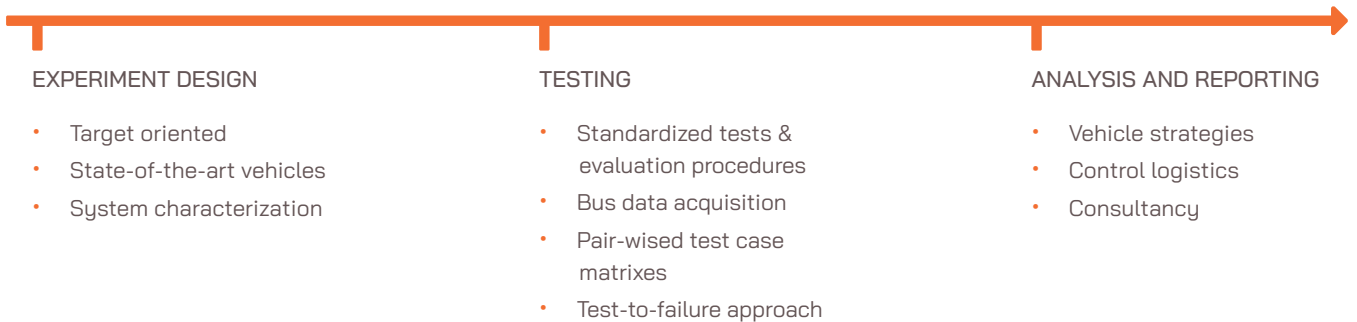 EXPERIMENT DESIGN
• Target oriented
• State-of-the-art vehicles
• System characterization
TESTING
• Standardized tests &
evaluation procedures
• Bus data acquisition
• Pair-wised test case
matrixes
• Test-to-failure approach
ANALYSIS AND REPORTING
• Vehicle strategies
• Control logistics
• Consultancy